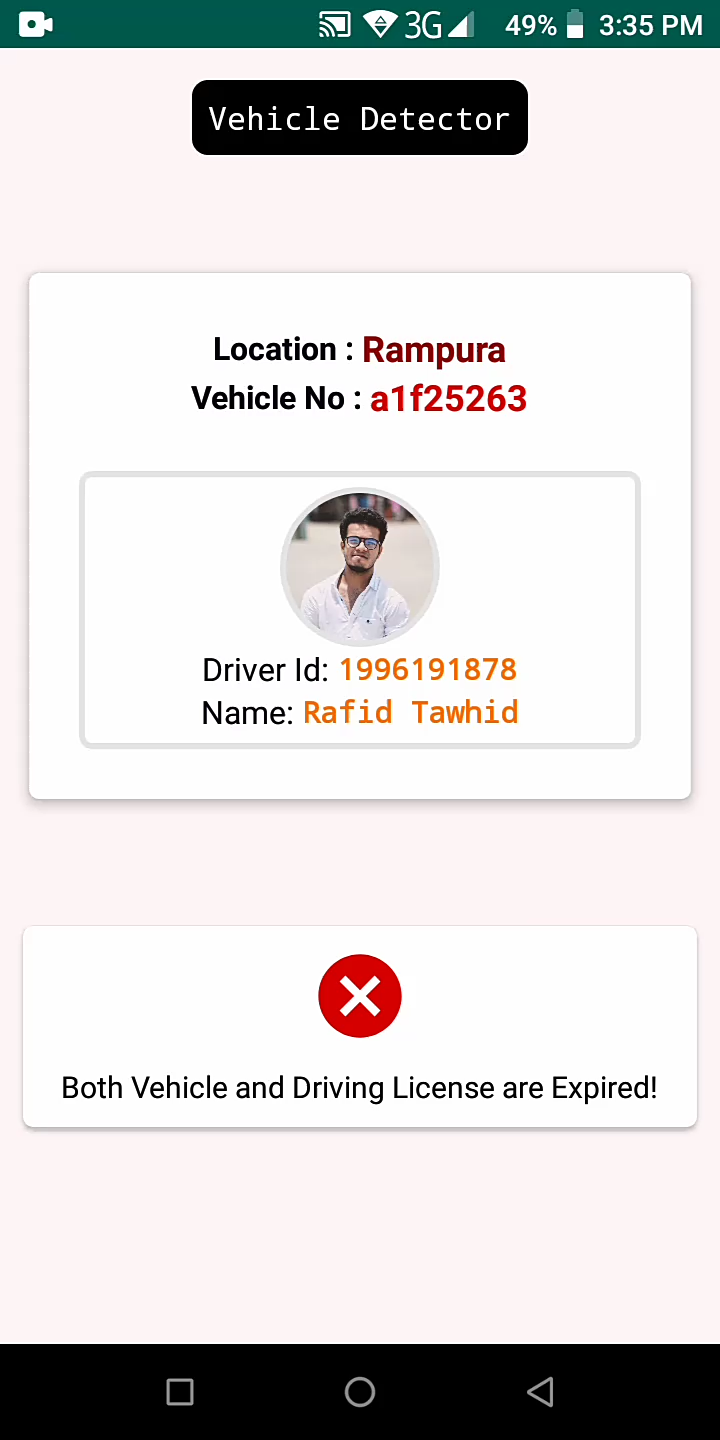 3G 49% 3:35 PM
Vehicle Detector
Location : Rampura
Vehicle No : a1f25263
Driver Id: 1996191878
Name: Rafid Tawhid
Both Vehicle and Driving License are Expired!